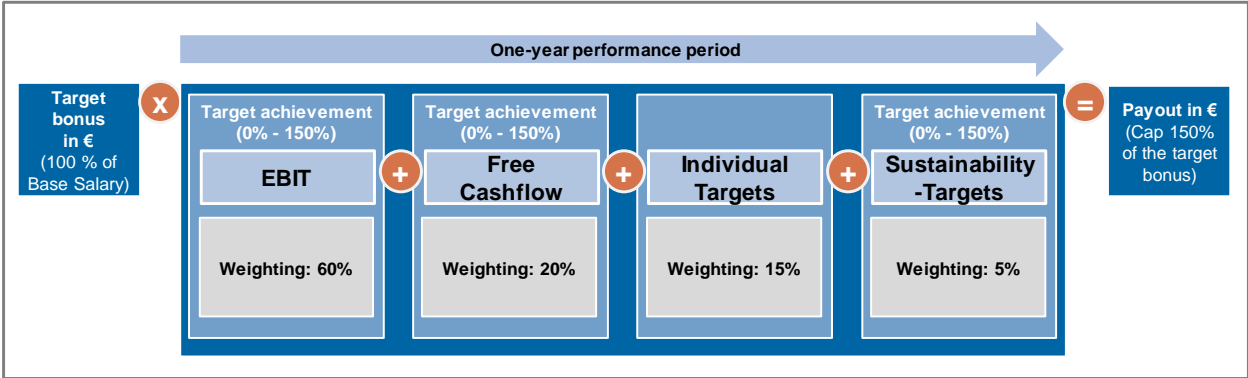 One-year performance period
Target
bonus
in €
(100 % of
Base Salary)
x
Target achievement
(0% - 150%)
EBIT
Weighting: 60%
+
Target achievement
(0% - 150%)
Free
Cashflow
Weighting: 20%
+
Individual
Targets
Weighting: 15%
+
Target achievement
(0% - 150%)
Sustainability
-Targets
Weighting: 5%
=
Payout in €
(Cap 150%
of the target
bonus)